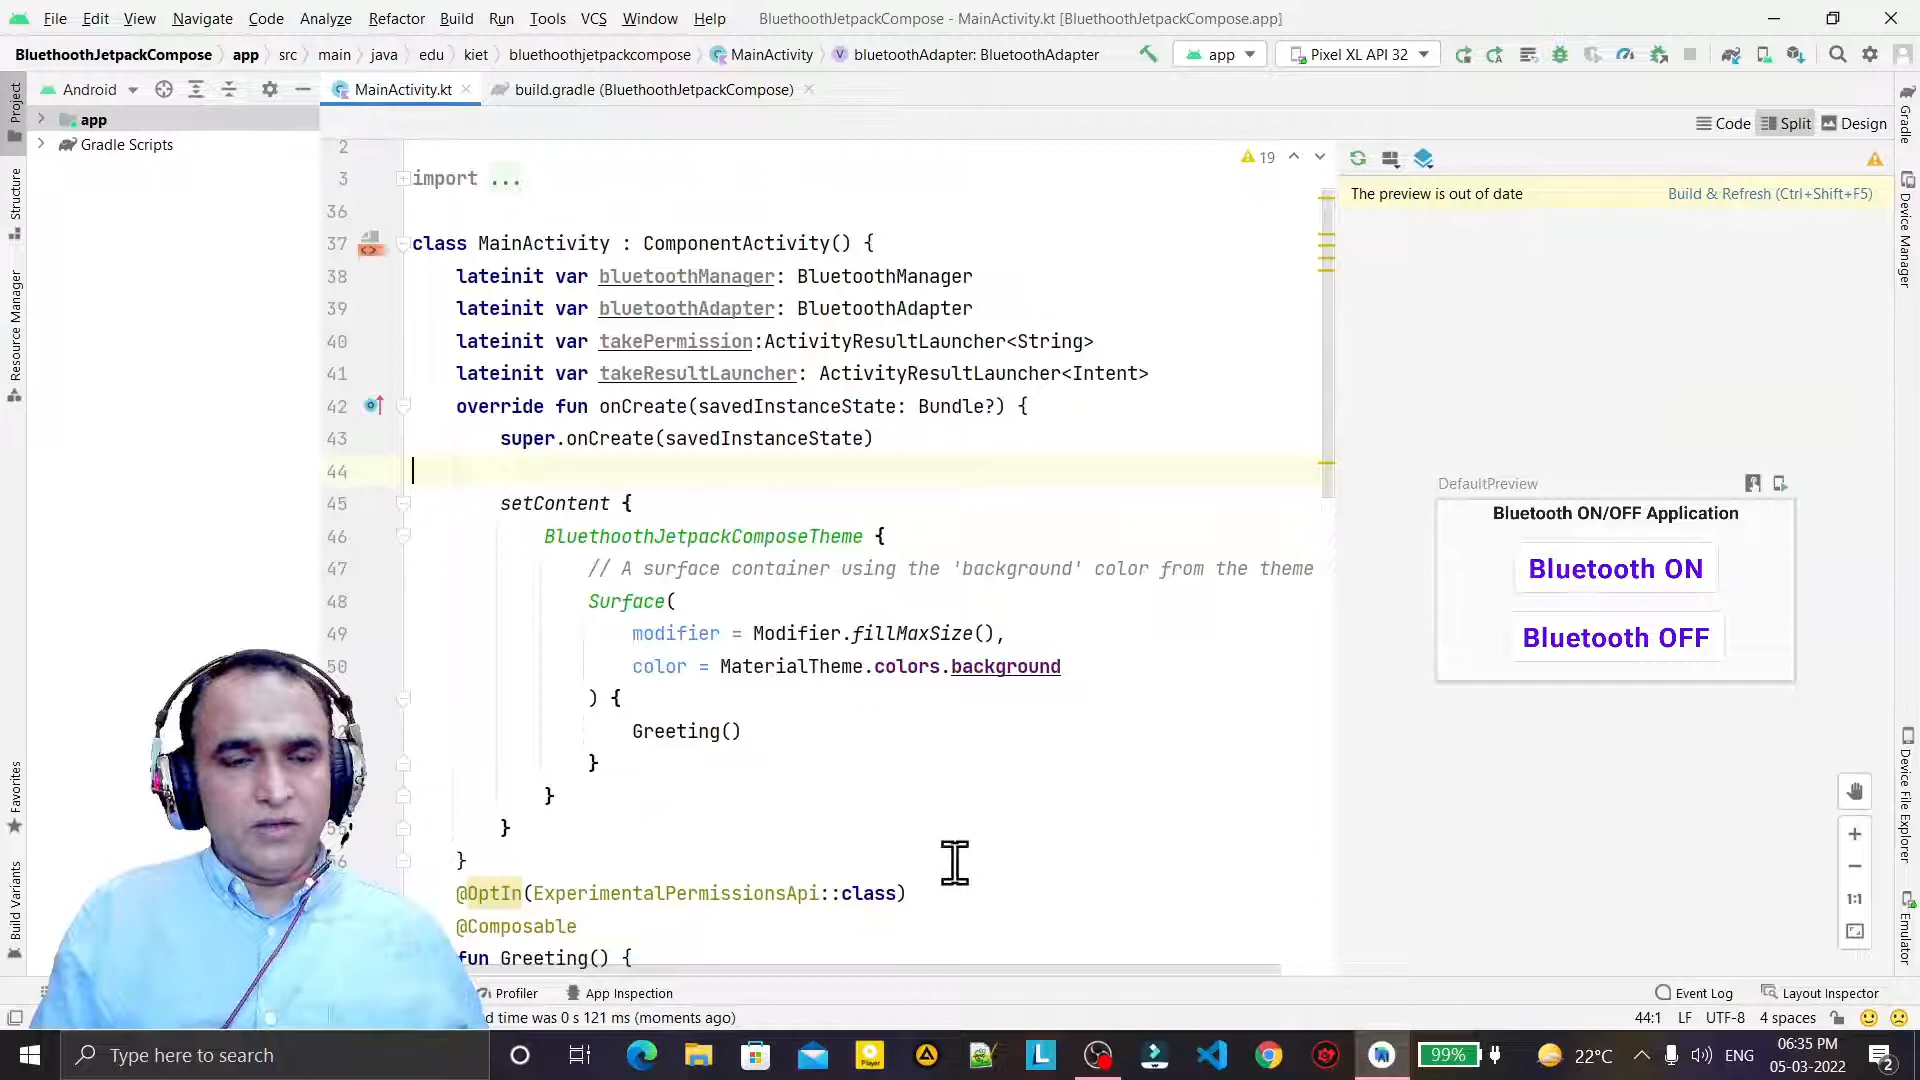 File Edit View Navigate Code Analyze Refactor Build Run Tools VCS Window Help BluethoothJetpackCompose - MainActivity.kt [BluethoothJetpackCompose.app]
BluethoothJetpackCompose app src main java edu kiet bluethoothjetpackcompose MainActivity bluetoothAdapter: BluetoothAdapter app Pixel XL API 32
Android MainActivity.kt build.gradle (BluethoothJetpackCompose)
app
Gradle Scripts
Code Split Design
Project
Structure
Resource Manager
Favorites
Build Variants
2
3 import ...
19
36
37 class MainActivity : ComponentActivity() {
38 lateinit var bluetoothManager: BluetoothManager
39 lateinit var bluetoothAdapter: BluetoothAdapter
40 lateinit var takePermission:ActivityResultLauncher<String>
41 lateinit var takeResultLauncher: ActivityResultLauncher<Intent>
42 override fun onCreate(savedInstanceState: Bundle?) {
43 super.onCreate(savedInstanceState)
44
45 setContent {
46 BluethoothJetpackComposeTheme {
47 // A surface container using the 'background' color from the theme
48 Surface(
49 modifier = Modifier.fillMaxSize(),
50 color = MaterialTheme.colors.background
) {
Greeting()
}
}
}
}
@OptIn(ExperimentalPermissionsApi::class)
@Composable
fun Greeting() {
The preview is out of date Build & Refresh (Ctrl+Shift+F5)
DefaultPreview
Bluetooth ON/OFF Application
Bluetooth ON
Bluetooth OFF
1:1
Gradle
Device Manager
Device File Explorer
Emulator
Profiler App Inspection Event Log Layout Inspector
d time was 0 s 121 ms (moments ago) 44:1 LF UTF-8 4 spaces
Type here to search 99% 22°C ENG
06:35 PM
05-03-2022
2